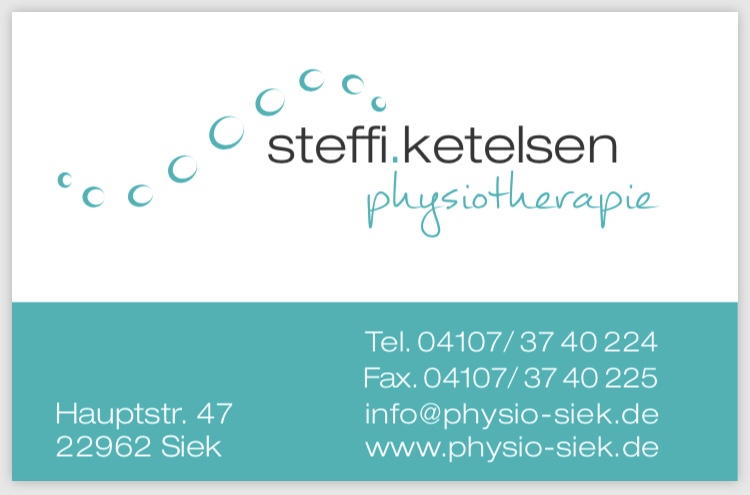 steffi.ketelsen
physiotherapie
Tel. 04107/ 37 40 224
Fax. 04107/ 37 40 225
Hauptstr. 47
info@physio-siek.de
22962 Siek
www.physio-siek.de